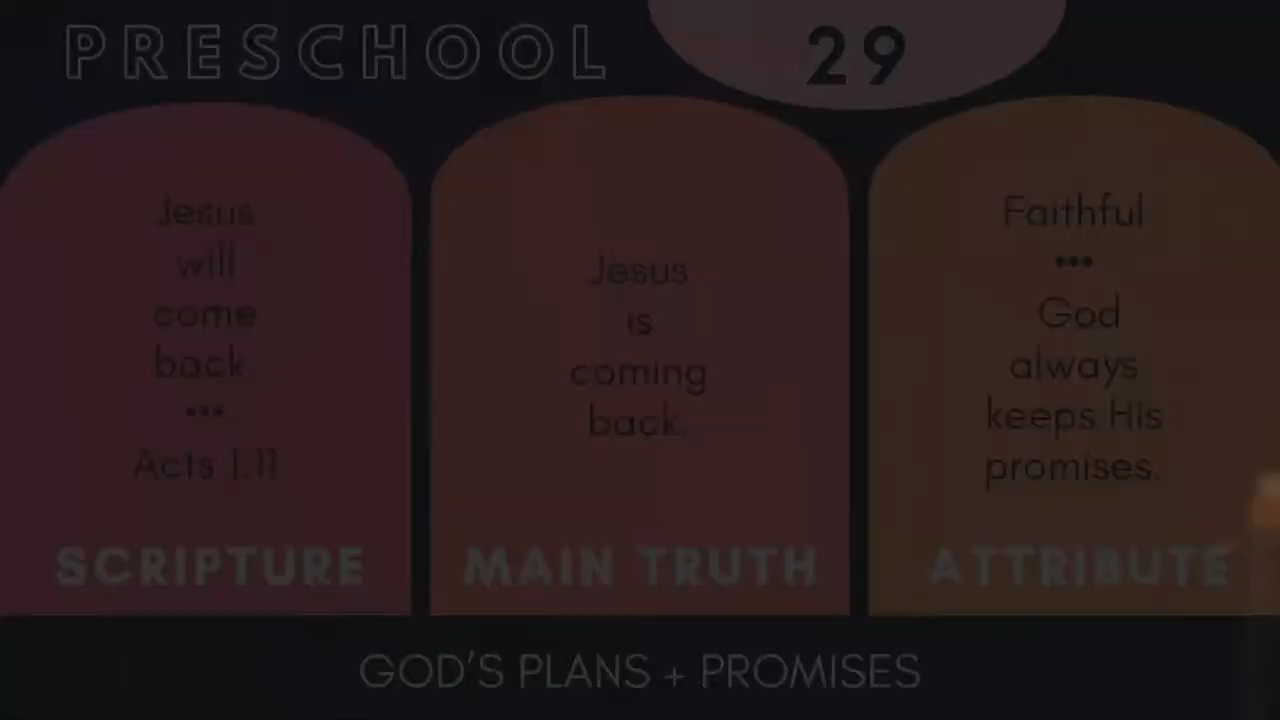 PRESCHOOL
29
Jesus
will
come
back.
•••
Acts 1.11
SCRIPTURE
Jesus
is
coming
back.
MAIN TRUTH
Faithful
•••
God
always
keeps His
promises.
ATTRIBUTE
GOD'S PLANS + PROMISES